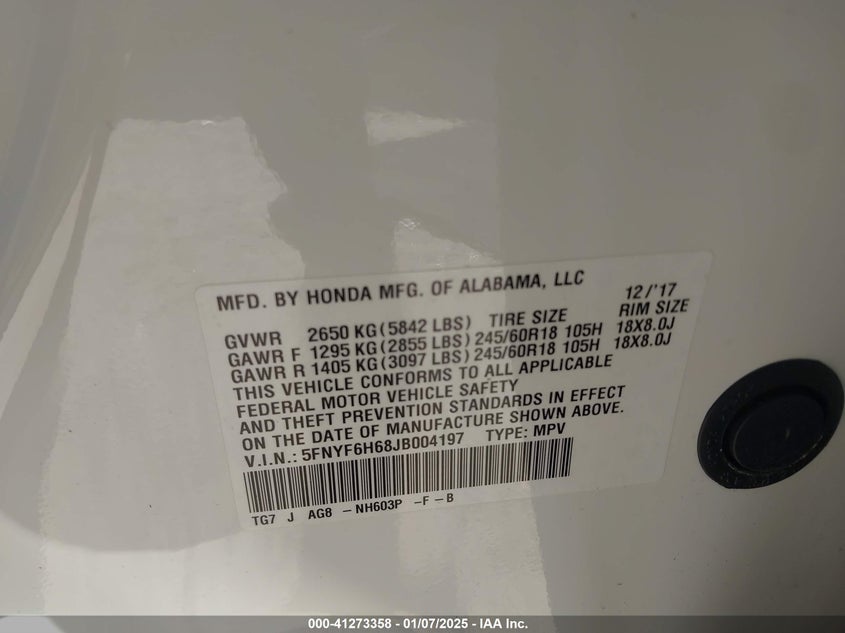 MFD. BY HONDA MFG. OF ALABAMA, LLC 12/'17
GVWR 2650 KG(5842 LBS) TIRE SIZE RIM SIZE
GAWR F 1295 KG(2855 LBS) 245/60R18 105H 18X8.0J
GAWR R 1405 KG(3097 LBS) 245/60R18 105H 18X8.0J
THIS VEHICLE CONFORMS TO ALL APPLICABLE
FEDERAL MOTOR VEHICLE SAFETY
AND THEFT PREVENTION STANDARDS IN EFFECT
ON THE DATE OF MANUFACTURE SHOWN ABOVE.
V.I.N.: 5FNYF6H68JB004197 TYPE: MPV
TG7 J AG8 -NH603P -F-B
000-41273358 - 01/07/2025 - IAA Inc.